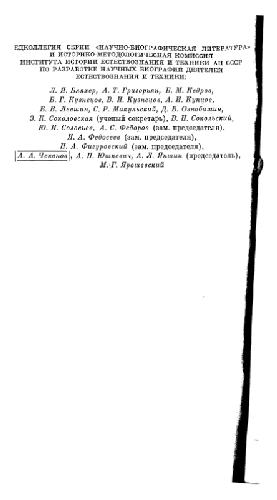 РЕДКОЛЛЕГИЯ СЕРИИ «НАУЧНО-БИОГРАФИЧЕСКАЯ ЛИТЕРАТУРА»
И ИСТОРИКО-МЕТОДОЛОГИЧЕСКАЯ КОМИССИЯ
ИНСТИТУТА ИСТОРИИ ЕСТЕСТВОЗНАНИЯ И ТЕХНИКИ АН СССР
ПО РАЗРАБОТКЕ НАУЧНЫХ БИОГРАФИЙ ДЕЯТЕЛЕЙ
ЕСТЕСТВОЗНАНИЯ И ТЕХНИКИ:
Л. Я. Бляхер, А. Т. Григорьян, Б. М. Кедров,
Б. Г. Кузнецов, В. И. Кузнецов, А. И. Купцов,
Б. В. Левшин, С. Р. Микулинский, Д. В. Ознобишин,
З. К. Соколовская (ученый секретарь), В. Н. Сокольский,
Ю. И. Соловьев, А. С. Федоров (зам. председателя),
И. А. Федосеев (зам. председателя),
Н. А. Фигуровский (зам. председателя),
А. А. Чеканов, А. П. Юшкевич, А. Л. Яншин (председатель),
М. Г. Ярошевский